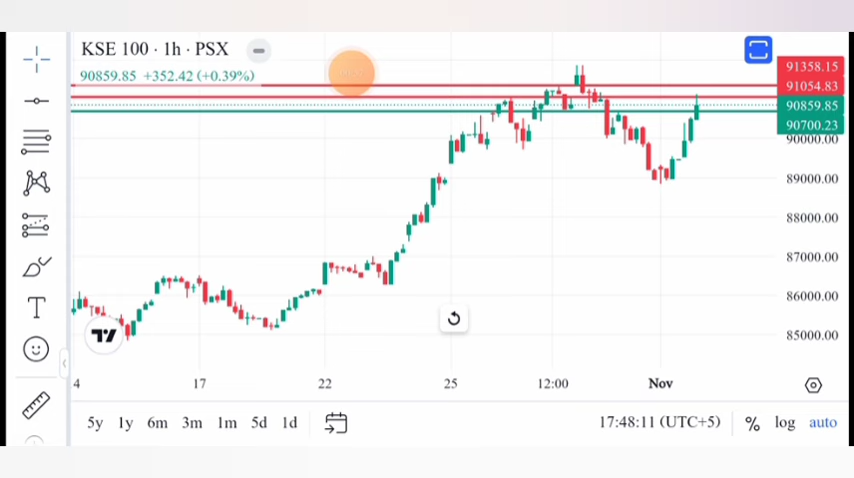 KSE 100 · 1h · PSX
90859.85 +352.42 (+0.39%)
91358.15
91054.83
90859.85
90700.23
90000.00
89000.00
88000.00
87000.00
86000.00
85000.00
4 17 22 25 12:00 Nov
5y 1y 6m 3m 1m 5d 1d 17:48:11 (UTC+5) % log auto
T